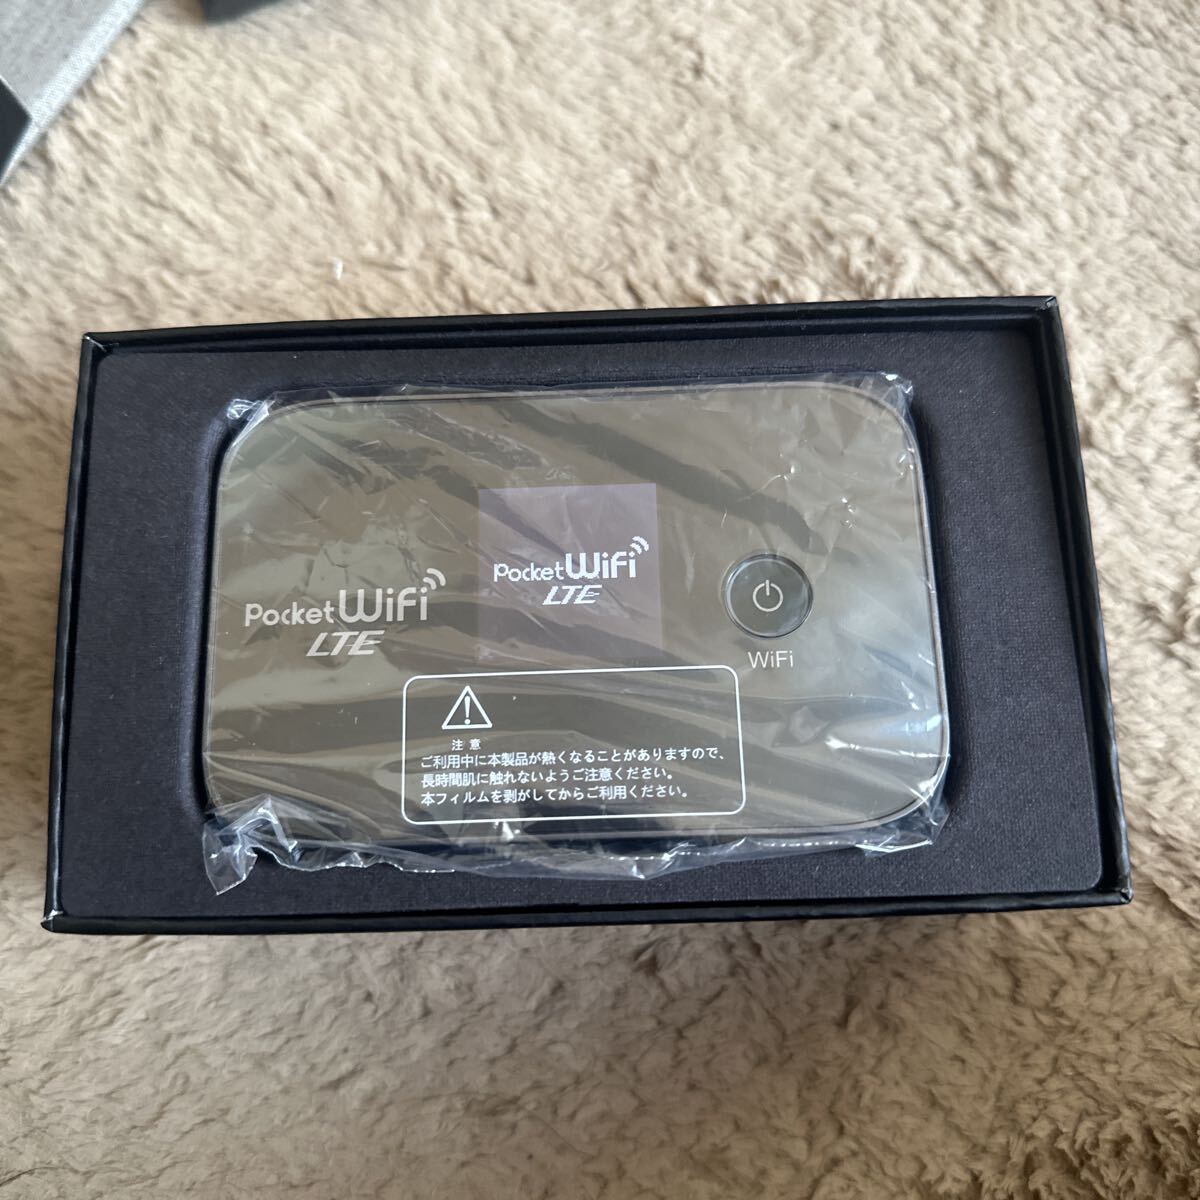 Pocket WiFi
LTE
Pocket WiFi
LTE
WiFi
注意
ご利用中に本製品が熱くなることがありますので、
長時間肌に触れないようご注意ください。
本フィルムを剥がしてからご利用ください。